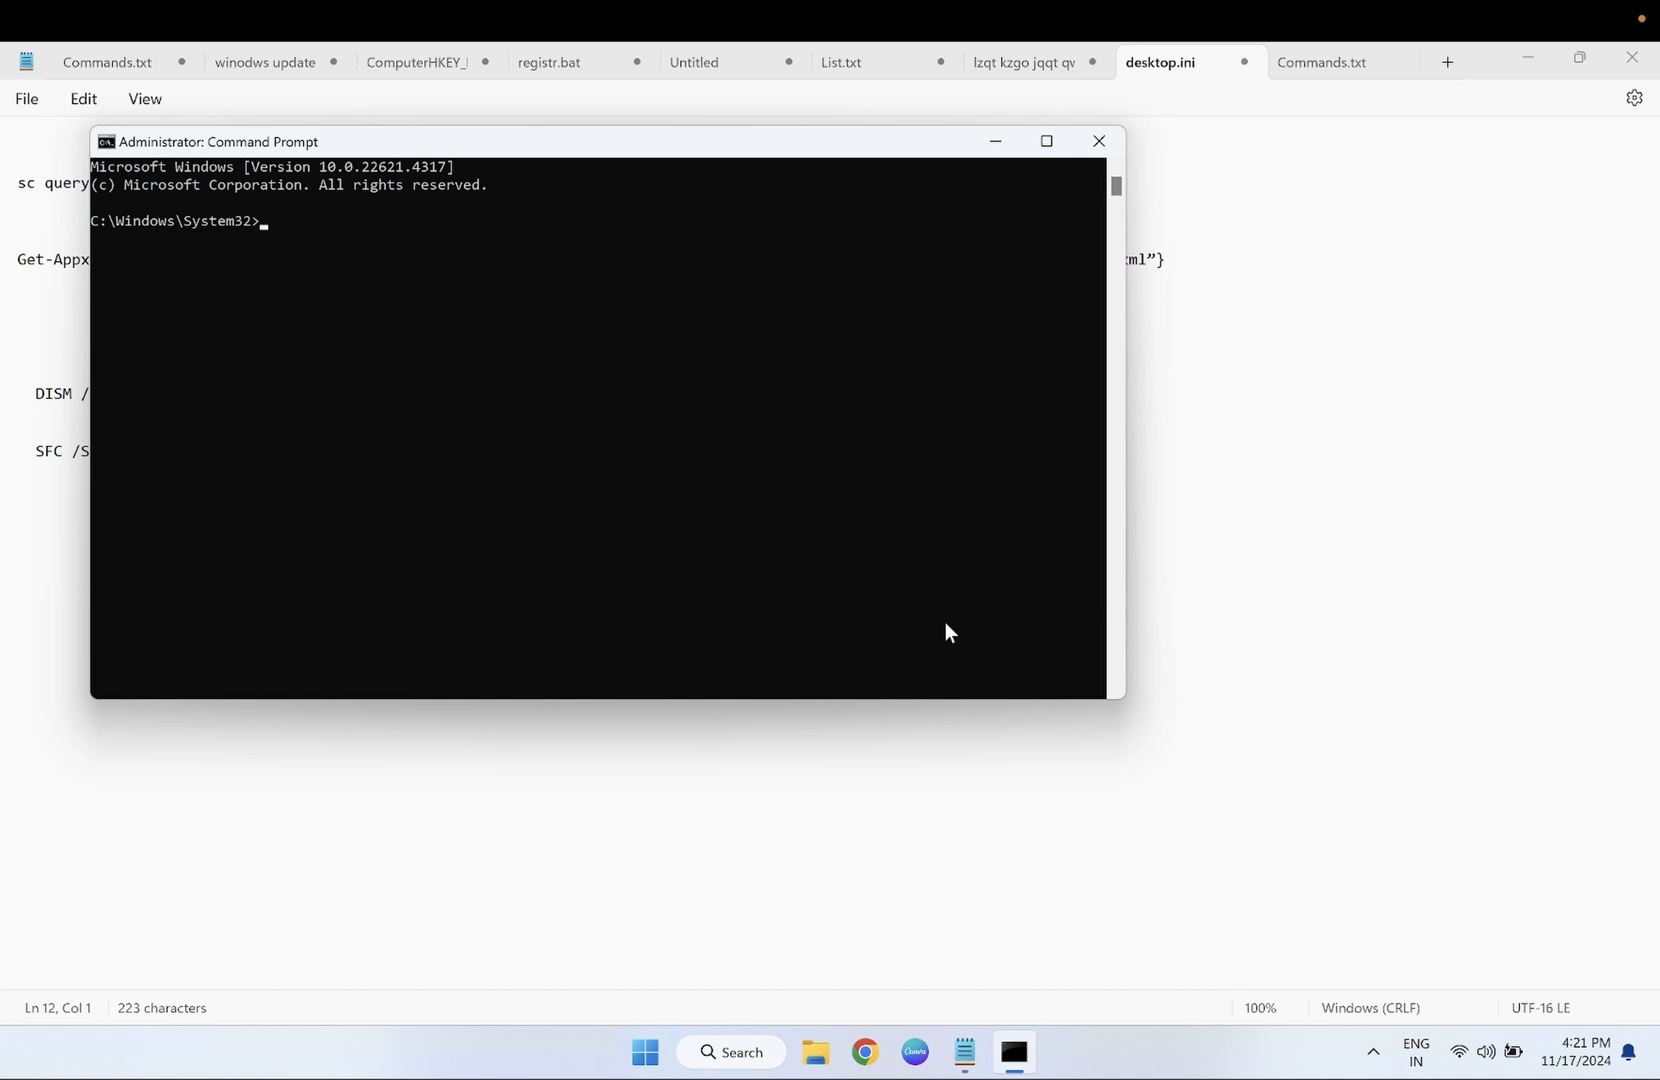 Commands.txt
winodws update
ComputerHKEY_
registr.bat
Untitled
List.txt
lzqt kzgo jqqt qv
desktop.ini
Commands.txt
File
Edit
View
Administrator: Command Prompt
Microsoft Windows [Version 10.0.22621.4317]
sc query
(c) Microsoft Corporation. All rights reserved.
C:\Windows\System32>
Get-Appx
xml”}
DISM /
SFC /S
Ln 12, Col 1
223 characters
100%
Windows (CRLF)
UTF-16 LE
Search
Canva
ENG
IN
4:21 PM
11/17/2024